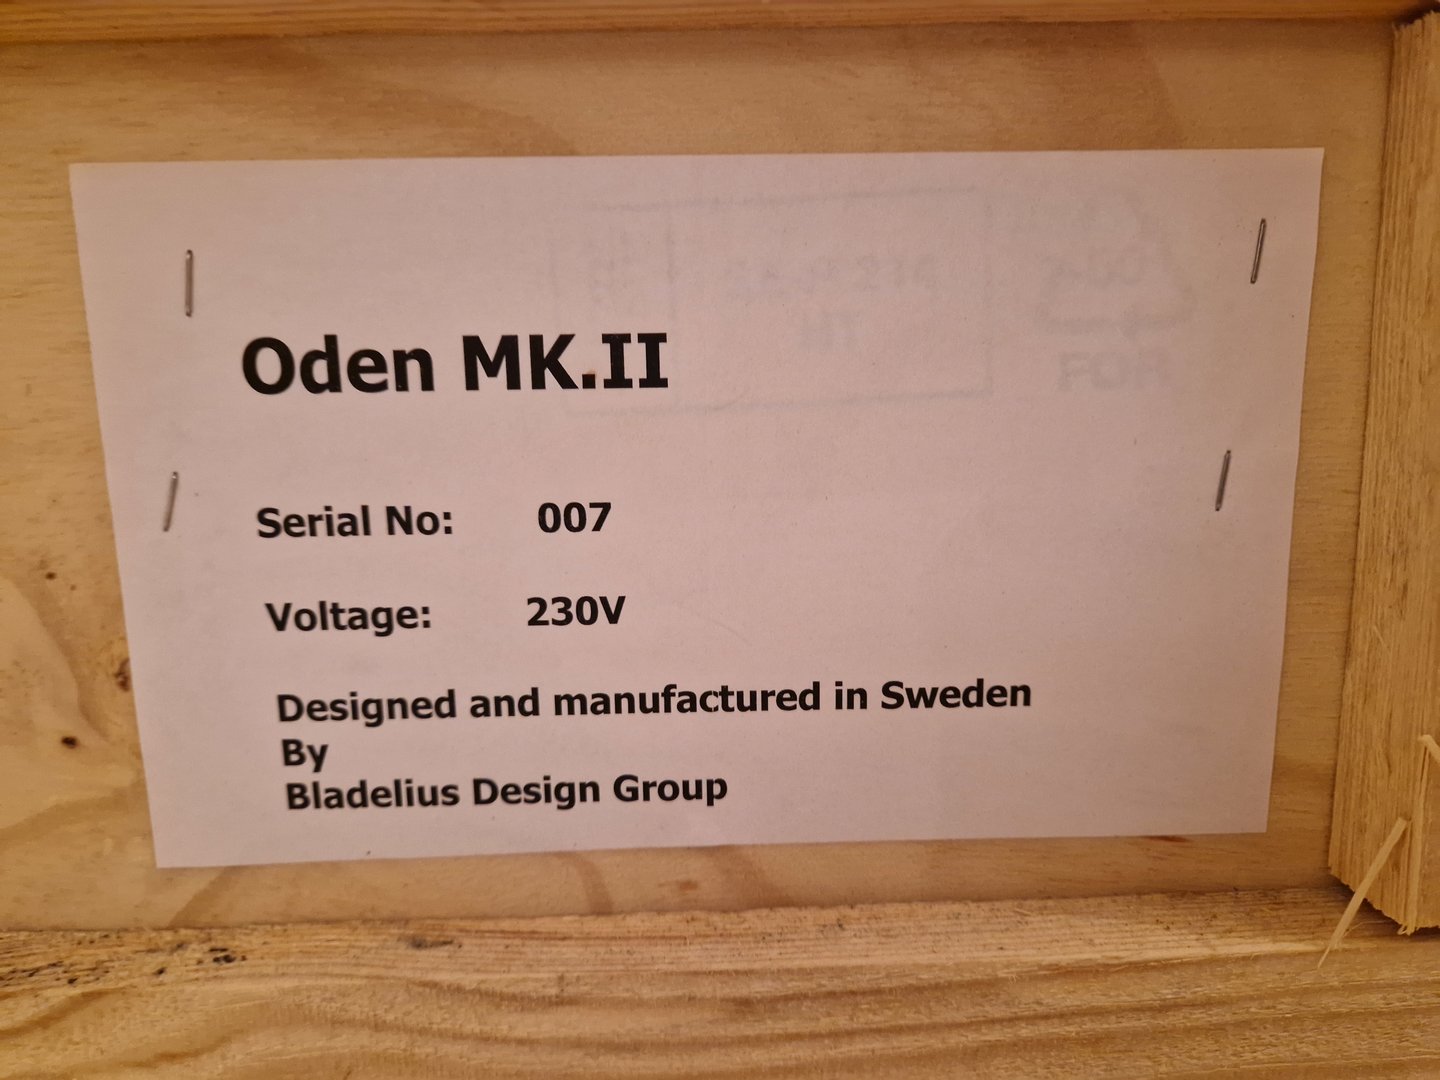 Oden MK.II
Serial No: 007
Voltage: 230V
Designed and manufactured in Sweden
By
Bladelius Design Group